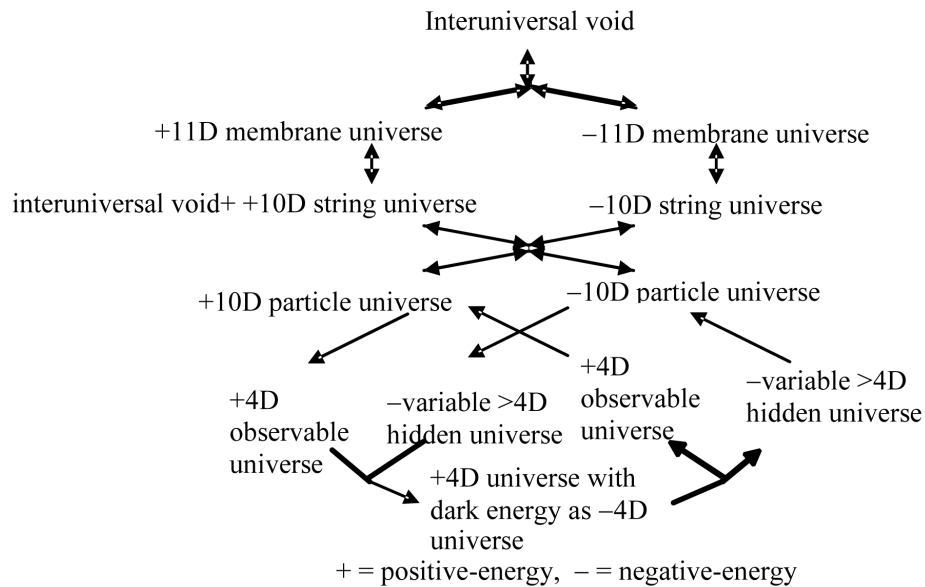 Interuniversal void
+11D membrane universe
–11D membrane universe
interuniversal void+ +10D string universe
–10D string universe
+10D particle universe
–10D particle universe
+4D
observable
universe
–variable >4D
hidden universe
+4D
observable
universe
–variable >4D
hidden universe
+4D universe with
dark energy as –4D
universe
+ = positive-energy, – = negative-energy